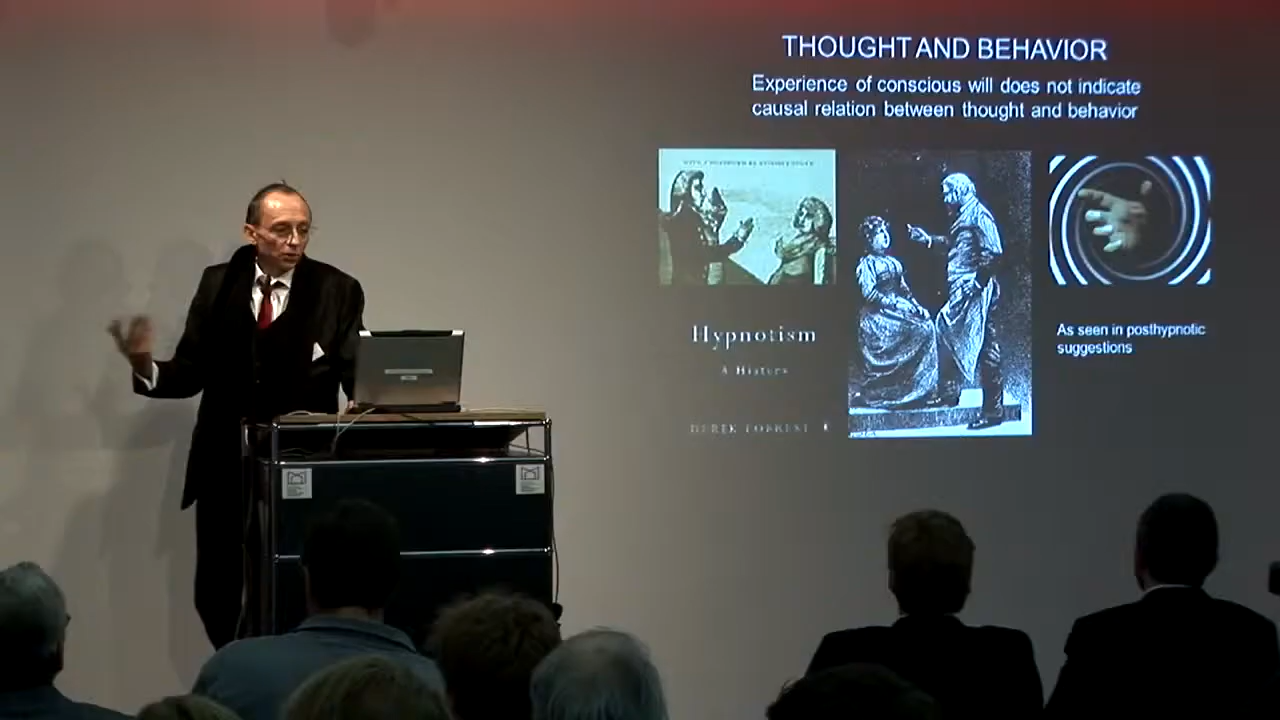 THOUGHT AND BEHAVIOR
Experience of conscious will does not indicate
causal relation between thought and behavior
Hypnotism
A History
DEREK FORREST
As seen in posthypnotic
suggestions